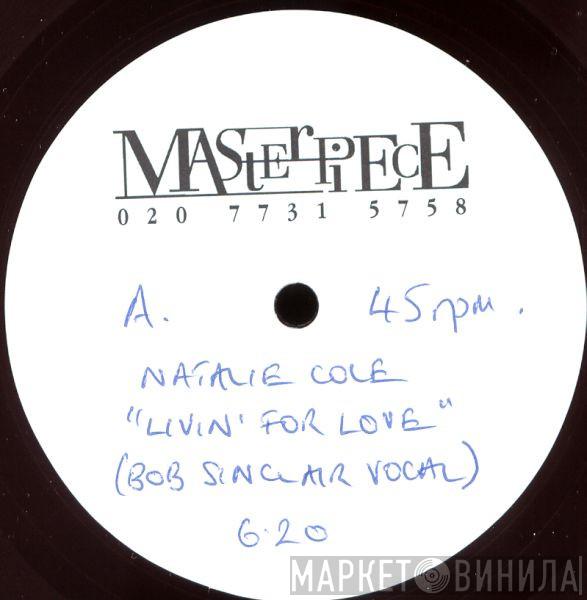 MASterPiECE
020 7731 5758
A. 45rpm.
NATALIE COLE
"LIVIN' FOR LOVE"
(BOB SINCLAIR VOCAL)
6.20
МАРКЕТ ВИНИЛА